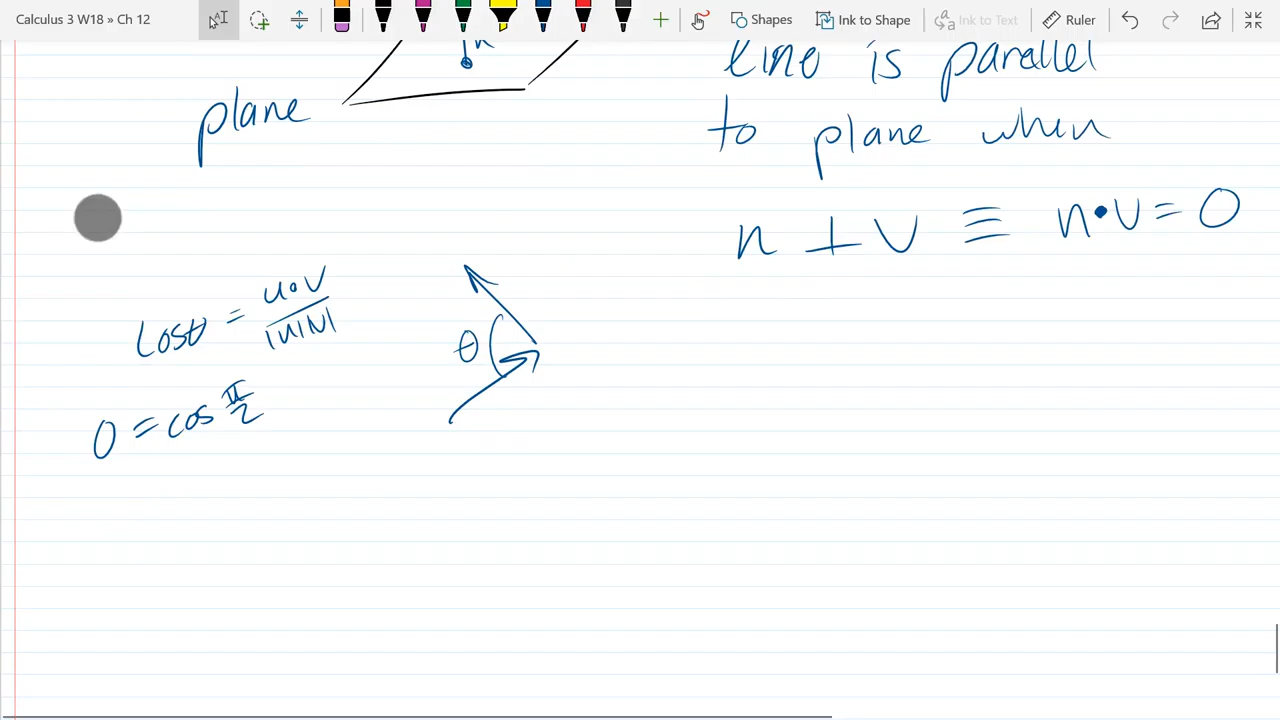 Calculus 3 W18 » Ch 12
Shapes
Ink to Shape
Ink to Text
Ruler
n
plane
line is parallel
to plane when
n ⊥ v ≡ n • v = 0
cosθ = u•v / |u||v|
θ
0 = cos π/2